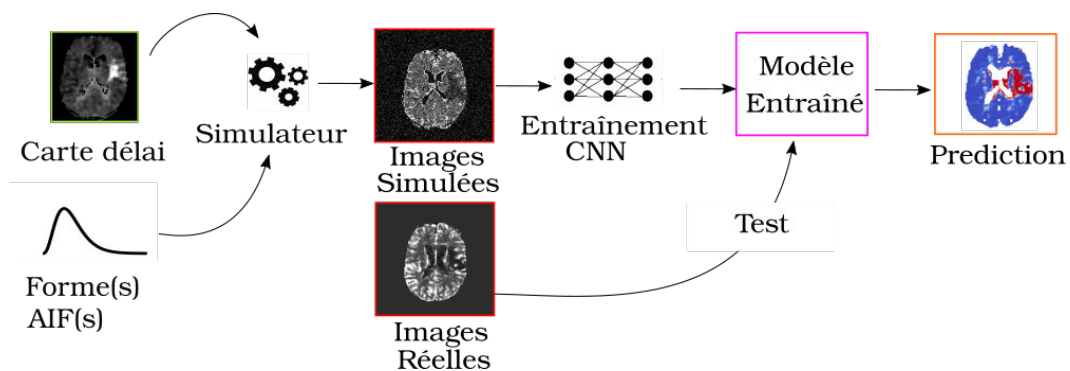 Carte délai
Simulateur
Forme(s)
AIF(s)
Images
Simulées
Images
Réelles
Entraînement
CNN
Modèle
Entraîné
Test
Prediction